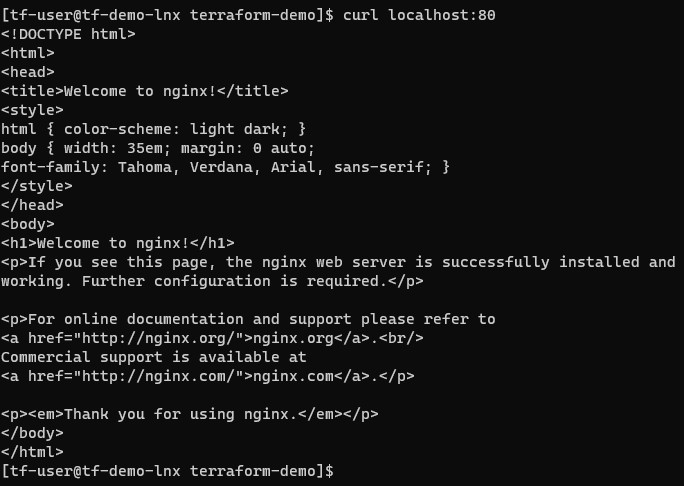 [tf-user@tf-demo-lnx terraform-demo]$ curl localhost:80
<!DOCTYPE html>
<html>
<head>
<title>Welcome to nginx!</title>
<style>
html { color-scheme: light dark; }
body { width: 35em; margin: 0 auto;
font-family: Tahoma, Verdana, Arial, sans-serif; }
</style>
</head>
<body>
<h1>Welcome to nginx!</h1>
<p>If you see this page, the nginx web server is successfully installed and
working. Further configuration is required.</p>

<p>For online documentation and support please refer to
<a href="http://nginx.org/">nginx.org</a>.<br/>
Commercial support is available at
<a href="http://nginx.com/">nginx.com</a>.</p>

<p><em>Thank you for using nginx.</em></p>
</body>
</html>
[tf-user@tf-demo-lnx terraform-demo]$